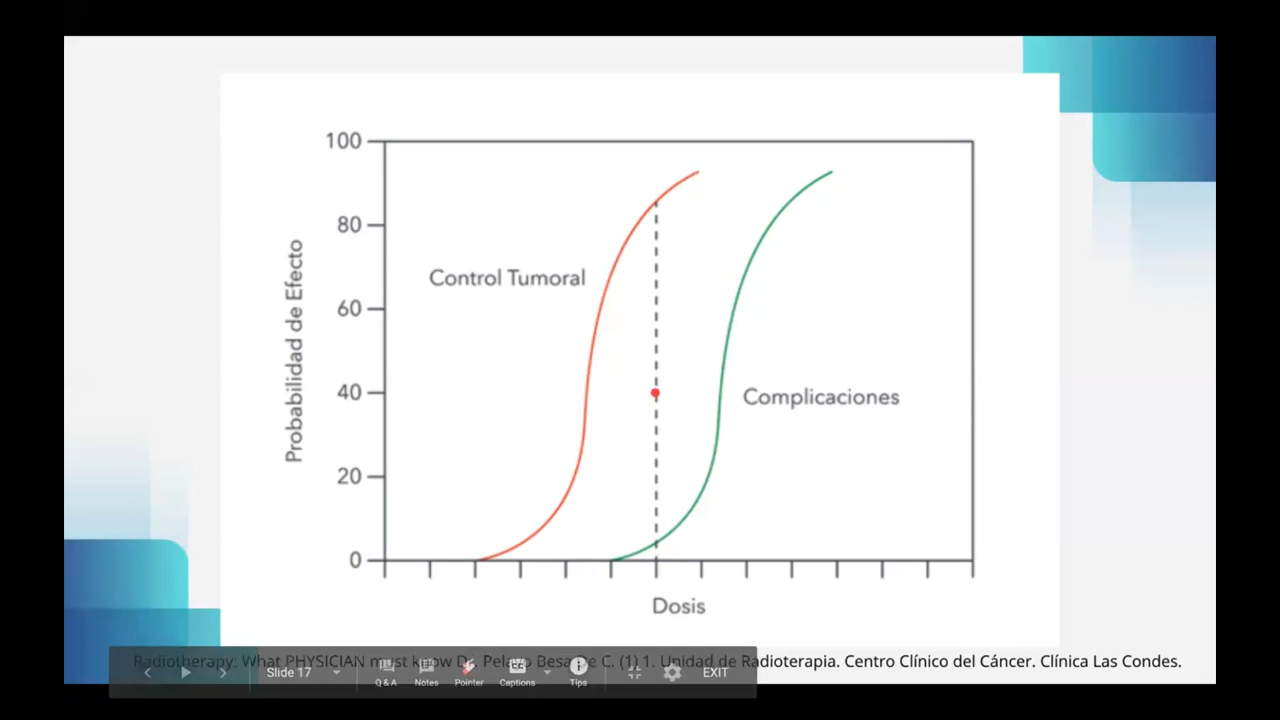 100
80
60
40
20
0
Probabilidad de Efecto
Control Tumoral
Complicaciones
Dosis
Radiotherapy: What PHYSICIAN must know Dr. Pelayo Besa De C. (1) 1. Unidad de Radioterapia. Centro Clínico del Cáncer. Clínica Las Condes.
Slide 17
Q & A
Notes
Pointer
Captions
Tips
EXIT